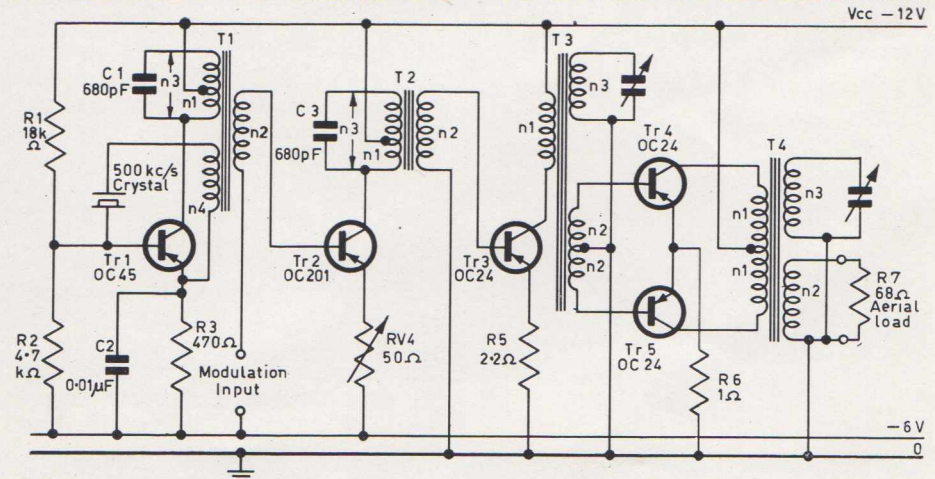 Vcc −12V
T1
C1
680pF
n3
n1
n2
n4
R1
18k
Ω
500 kc/s
Crystal
Tr1
OC45
R2
4·7
kΩ
C2
0·01μF
R3
470Ω
Modulation
Input
T2
C3
680pF
n3
n1
n2
Tr2
OC201
RV4
50Ω
T3
n1
n3
n2
n2
Tr3
OC24
R5
2·2Ω
Tr4
OC24
Tr5
OC24
R6
1Ω
T4
n1
n1
n3
n2
R7
68Ω
Aerial
load
−6V
0